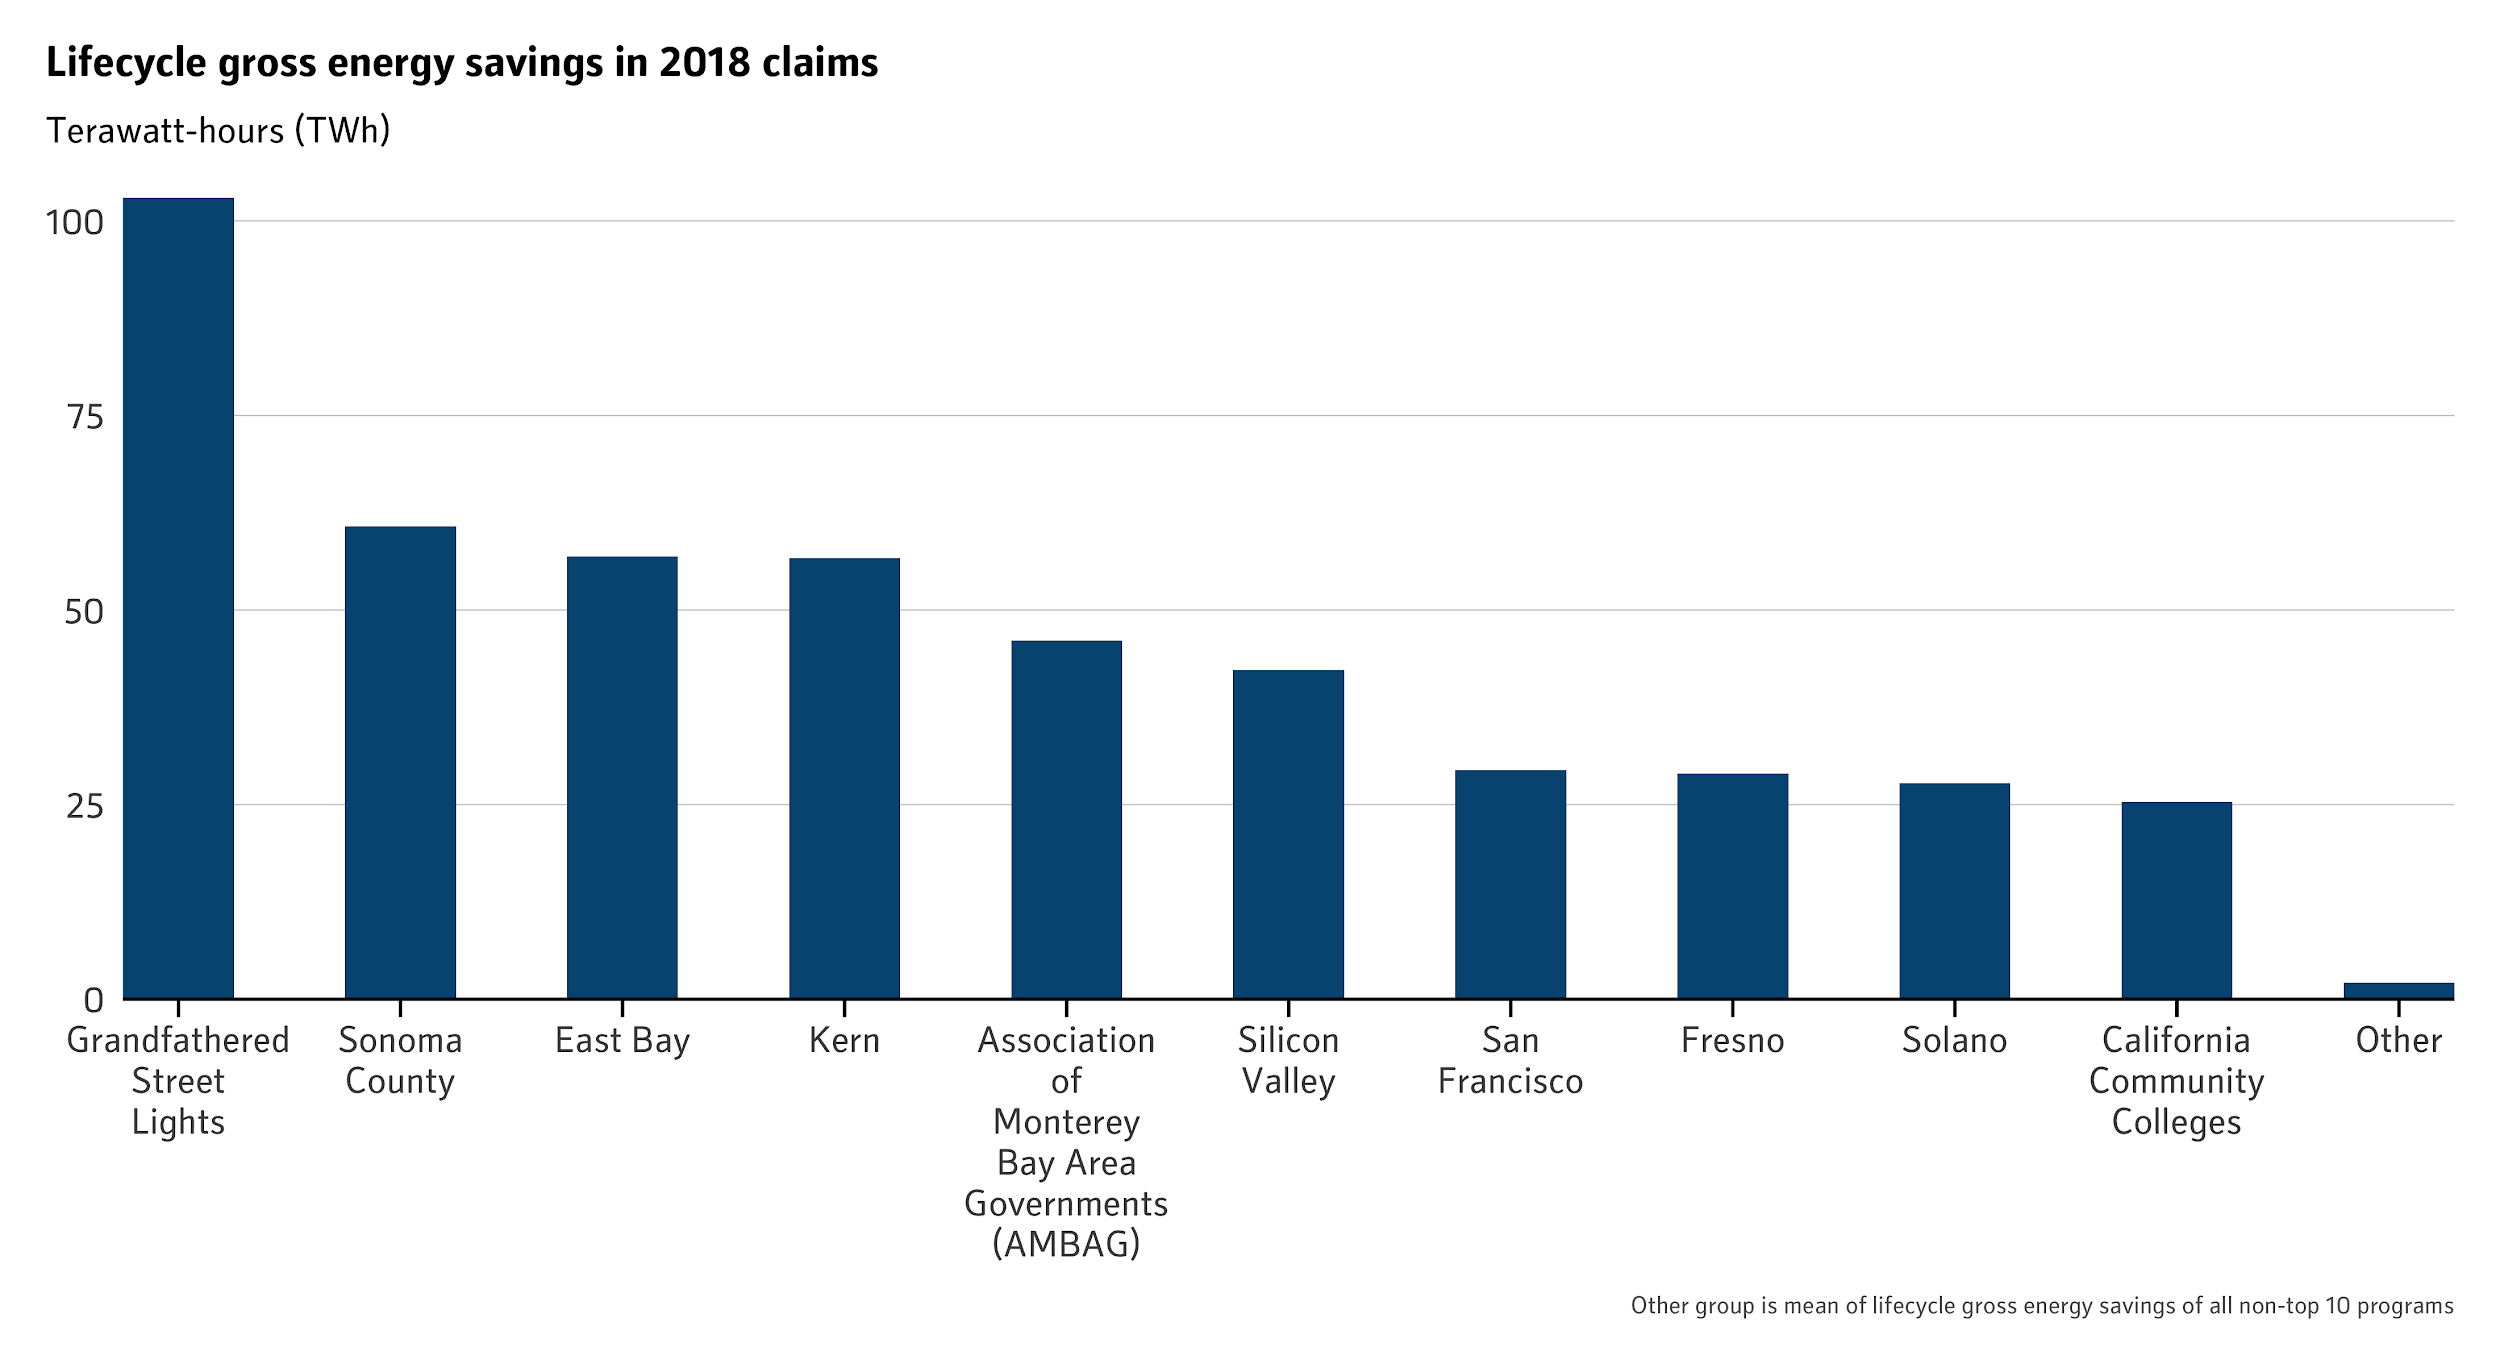 Lifecycle gross energy savings in 2018 claims
Terawatt-hours (TWh)
100
75
50
25
0
Grandfathered
Street
Lights
Sonoma
County
East Bay
Kern
Association
of
Monterey
Bay Area
Governments
(AMBAG)
Silicon
Valley
San
Francisco
Fresno
Solano
California
Community
Colleges
Other
Other group is mean of lifecycle gross energy savings of all non-top 10 programs